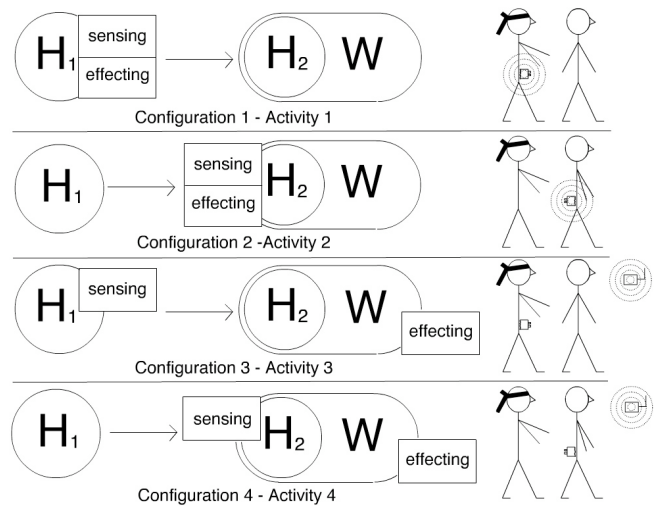 sensing
H1 H2 W
effecting
Configuration 1 - Activity 1
sensing
H1 H2 W
effecting
Configuration 2 -Activity 2
sensing
H1 H2 W
effecting
Configuration 3 - Activity 3
sensing
H1 H2 W
effecting
Configuration 4 - Activity 4